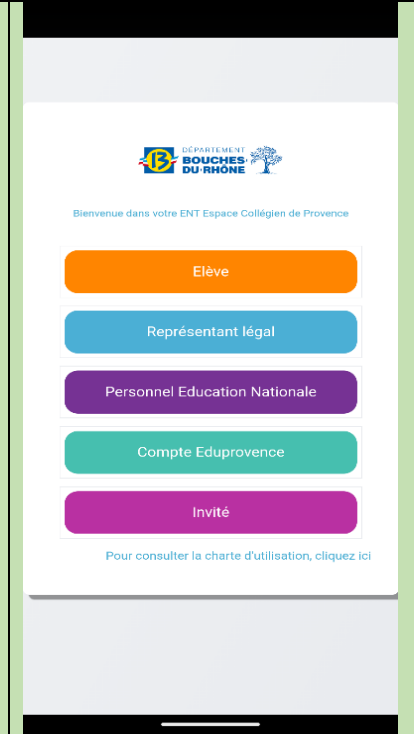 DÉPARTEMENT
BOUCHES-
DU-RHÔNE
13
Bienvenue dans votre ENT Espace Collégien de Provence
Elève
Représentant légal
Personnel Education Nationale
Compte Eduprovence
Invité
Pour consulter la charte d'utilisation, cliquez ici